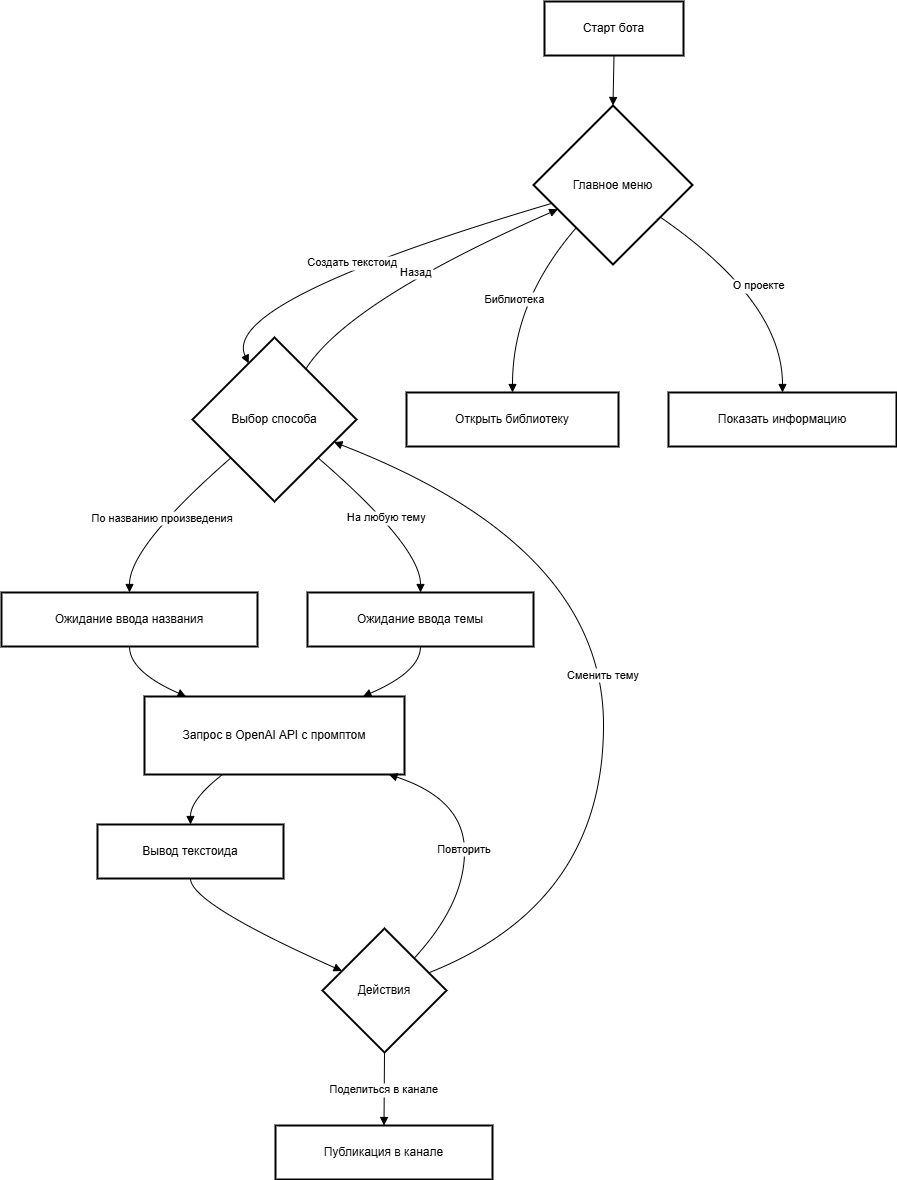 Старт бота
Главное меню
Создать текстоид
Назад
О проекте
Библиотека
Выбор способа
Открыть библиотеку
Показать информацию
По названию произведения
На любую тему
Ожидание ввода названия
Ожидание ввода темы
Сменить тему
Запрос в OpenAI API с промптом
Вывод текстоида
Повторить
Действия
Поделиться в канале
Публикация в канале